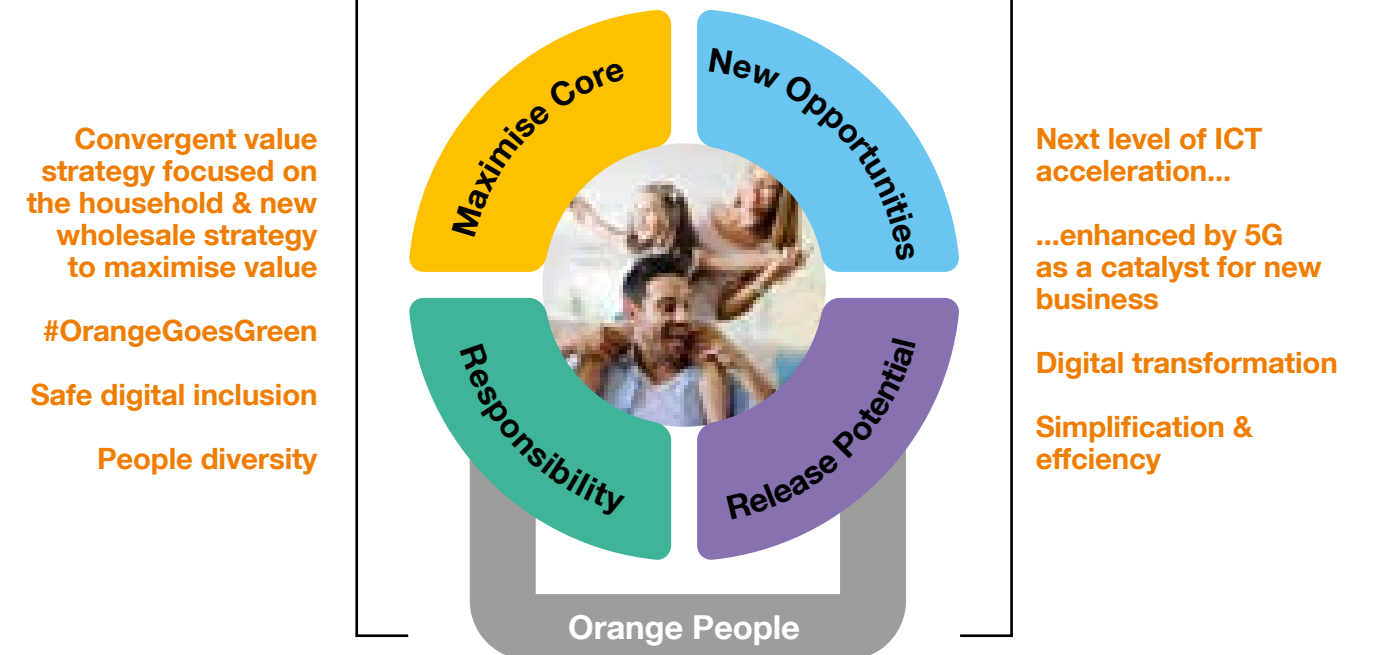 Convergent value
strategy focused on
the household & new
wholesale strategy
to maximise value
#OrangeGoesGreen
Safe digital inclusion
People diversity
Maximise Core
New Opportunities
Responsibility
Release Potential
Orange People
Next level of ICT
acceleration...
...enhanced by 5G
as a catalyst for new
business
Digital transformation
Simplification &
effciency